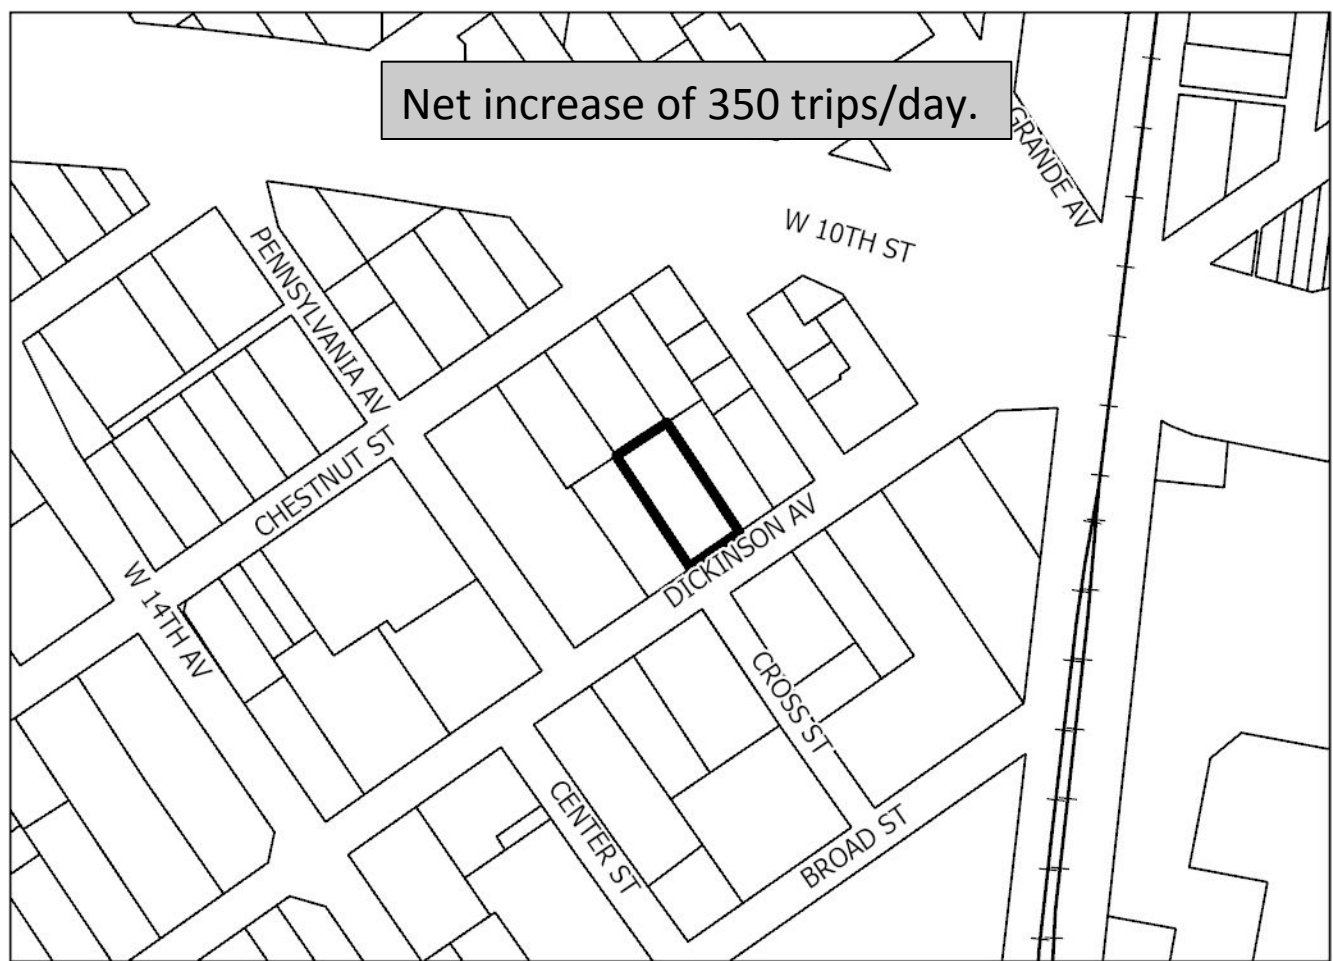 Net increase of 350 trips/day.
GRANDE AV
W 10TH ST
PENNSYLVANIA AV
CHESTNUT ST
DICKINSON AV
W 14TH AV
CROSS ST
CENTER ST
BROAD ST